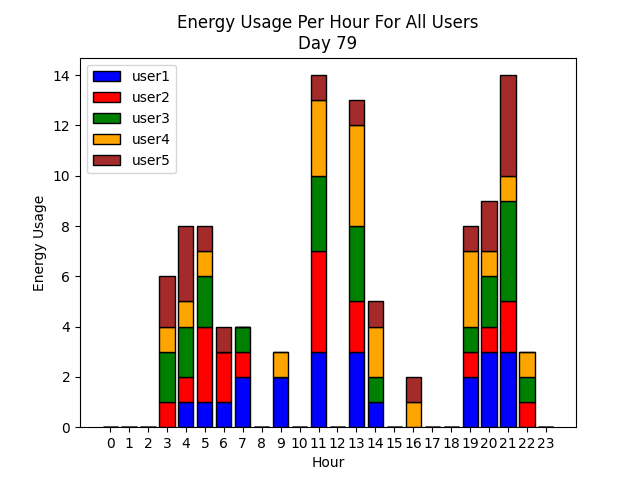 Energy Usage Per Hour For All Users
Day 79
user1
user2
user3
user4
user5
Energy Usage
14
12
10
8
6
4
2
0
0 1 2 3 4 5 6 7 8 9 10 11 12 13 14 15 16 17 18 19 20 21 22 23
Hour